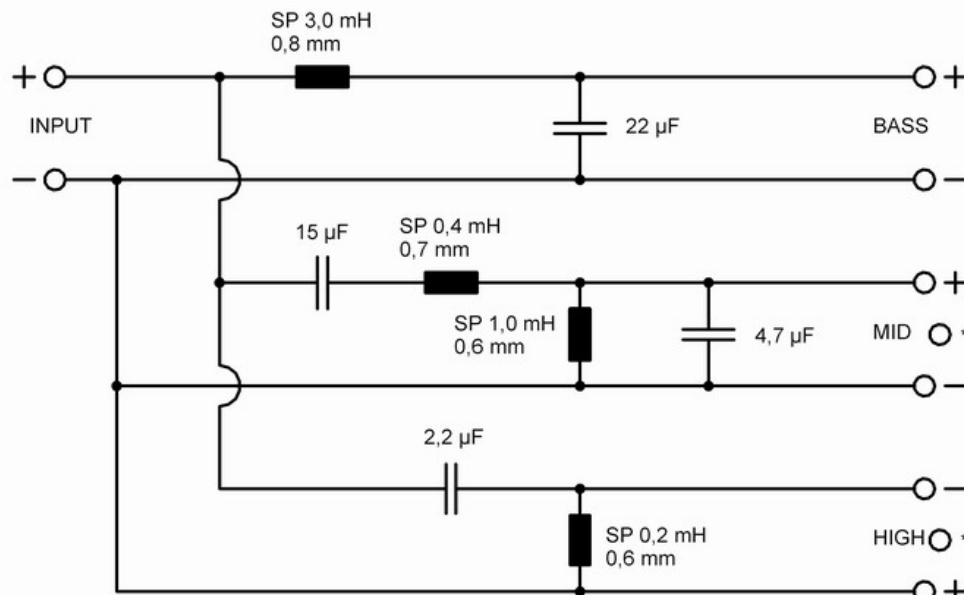 SP 3,0 mH
0,8 mm
+ +
INPUT 22 µF BASS
− −
15 µF SP 0,4 mH
0,7 mm
+
SP 1,0 mH 4,7 µF MID *
0,6 mm
−
2,2 µF
−
SP 0,2 mH HIGH *
0,6 mm
+